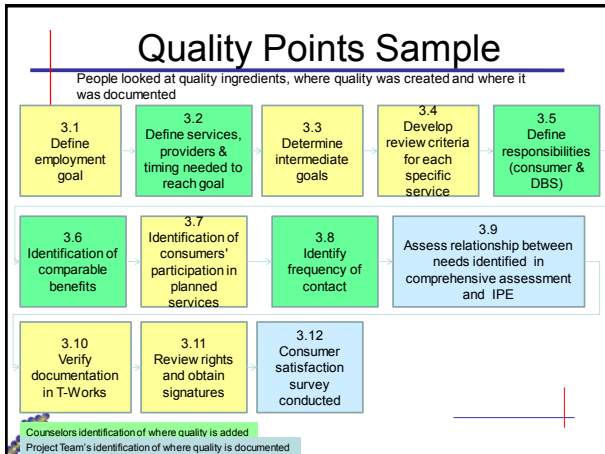 Quality Points Sample
People looked at quality ingredients, where quality was created and where it
was documented
3.1
Define
employment
goal
3.2
Define services,
providers &
timing needed to
reach goal
3.3
Determine
intermediate
goals
3.4
Develop
review criteria
for each
specific
service
3.5
Define
responsibilities
(consumer &
DBS)
3.6
Identification of
comparable
benefits
3.7
Identification of
consumers'
participation in
planned
services
3.8
Identify
frequency of
contact
3.9
Assess relationship between
needs identified in
comprehensive assessment
and IPE
3.10
Verify
documentation
in T-Works
3.11
Review rights
and obtain
signatures
3.12
Consumer
satisfaction
survey
conducted
Counselors identification of where quality is added
Project Team's identification of where quality is documented